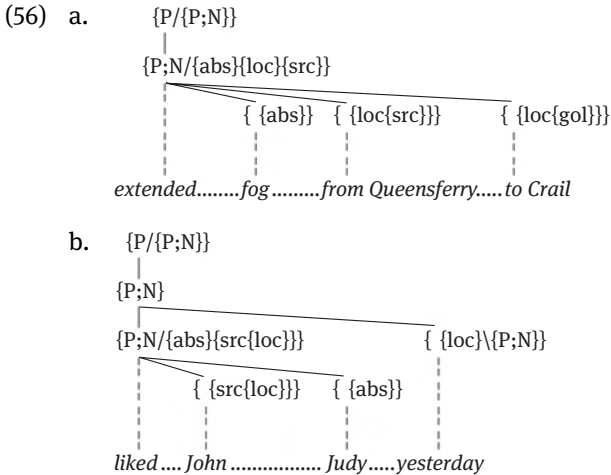 (56) a. {P/{P;N}}
{P;N/{abs}{loc}{src}}
{ {abs}} { {loc{src}}} { {loc{gol}}}
extended........fog.........from Queensferry.....to Crail
b. {P/{P;N}}
{P;N}
{P;N/{abs}{src{loc}}} { {loc}\{P;N}}
{ {src{loc}}} { {abs}}
liked....John.................Judy.....yesterday